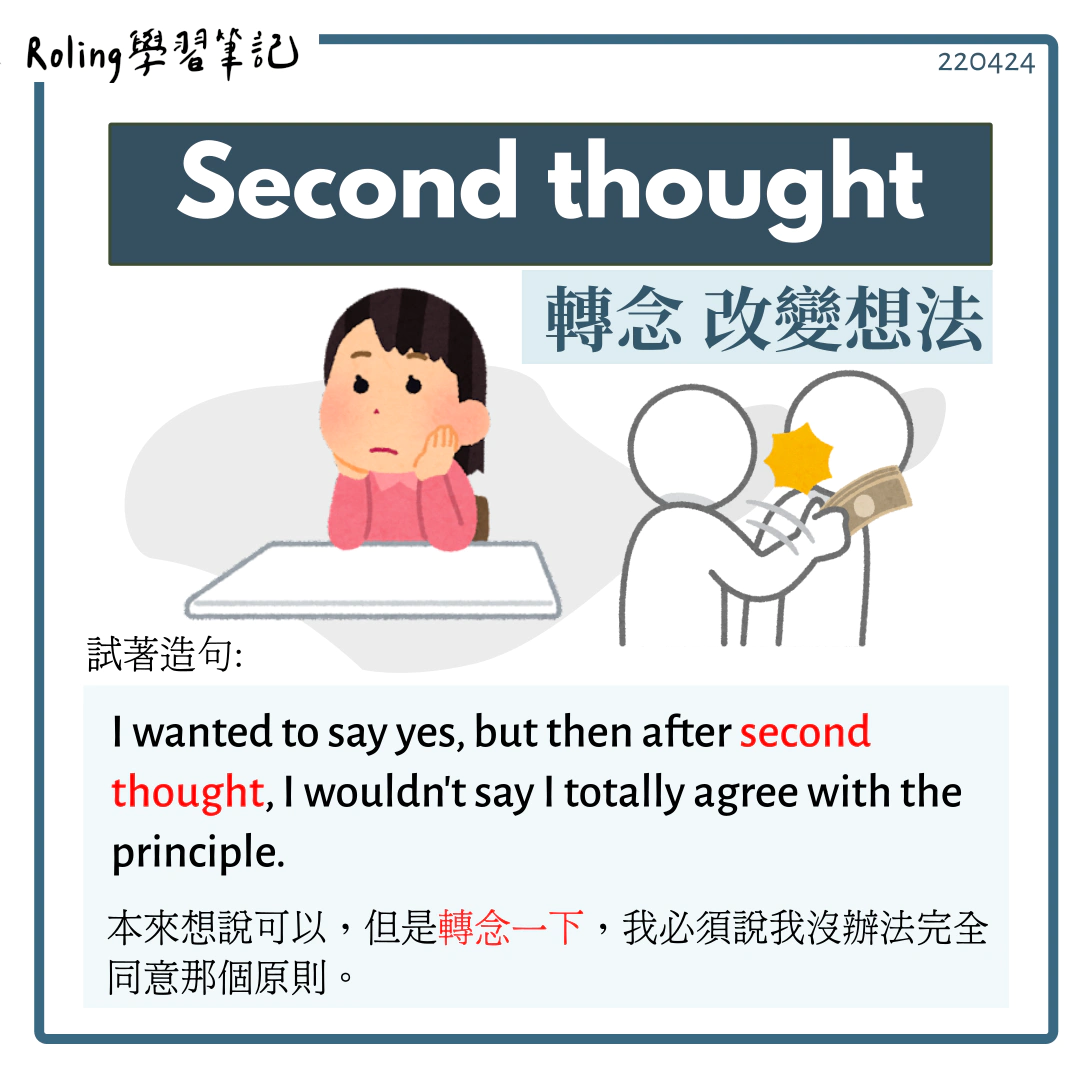 Roling學習筆記
220424
Second thought
轉念 改變想法
試著造句:
I wanted to say yes, but then after second
thought, I wouldn't say I totally agree with the
principle.
本來想說可以，但是轉念一下，我必須說我沒辦法完全
同意那個原則。